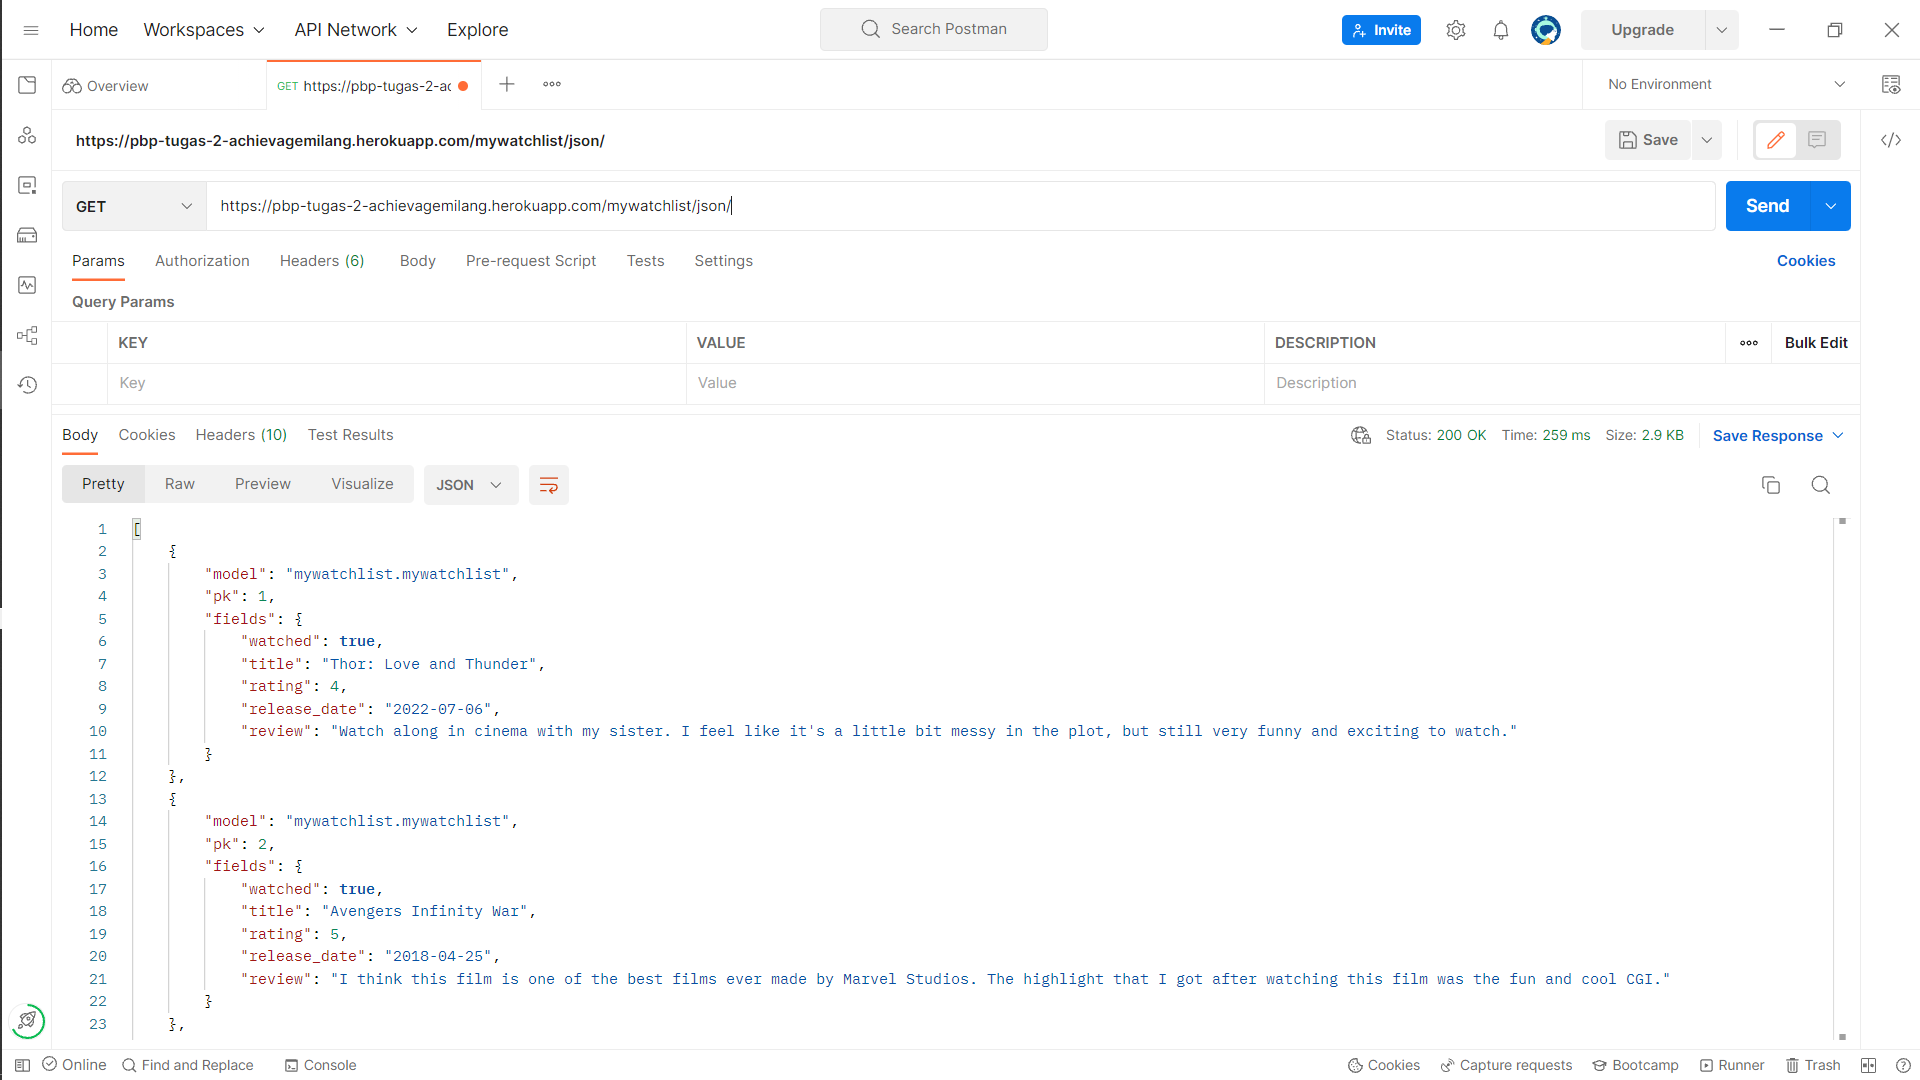 Home Workspaces API Network Explore Search Postman Invite Upgrade
Overview GET https://pbp-tugas-2-ac No Environment
https://pbp-tugas-2-achievagemilang.herokuapp.com/mywatchlist/json/ Save
GET https://pbp-tugas-2-achievagemilang.herokuapp.com/mywatchlist/json/ Send
Params Authorization Headers (6) Body Pre-request Script Tests Settings Cookies
Query Params
KEY VALUE DESCRIPTION Bulk Edit
Key Value Description
Body Cookies Headers (10) Test Results Status: 200 OK Time: 259 ms Size: 2.9 KB Save Response
Pretty Raw Preview Visualize JSON
1 [
2 {
3 "model": "mywatchlist.mywatchlist",
4 "pk": 1,
5 "fields": {
6 "watched": true,
7 "title": "Thor: Love and Thunder",
8 "rating": 4,
9 "release_date": "2022-07-06",
10 "review": "Watch along in cinema with my sister. I feel like it's a little bit messy in the plot, but still very funny and exciting to watch."
11 }
12 },
13 {
14 "model": "mywatchlist.mywatchlist",
15 "pk": 2,
16 "fields": {
17 "watched": true,
18 "title": "Avengers Infinity War",
19 "rating": 5,
20 "release_date": "2018-04-25",
21 "review": "I think this film is one of the best films ever made by Marvel Studios. The highlight that I got after watching this film was the fun and cool CGI."
22 }
23 },
Online Find and Replace Console Cookies Capture requests Bootcamp Runner Trash